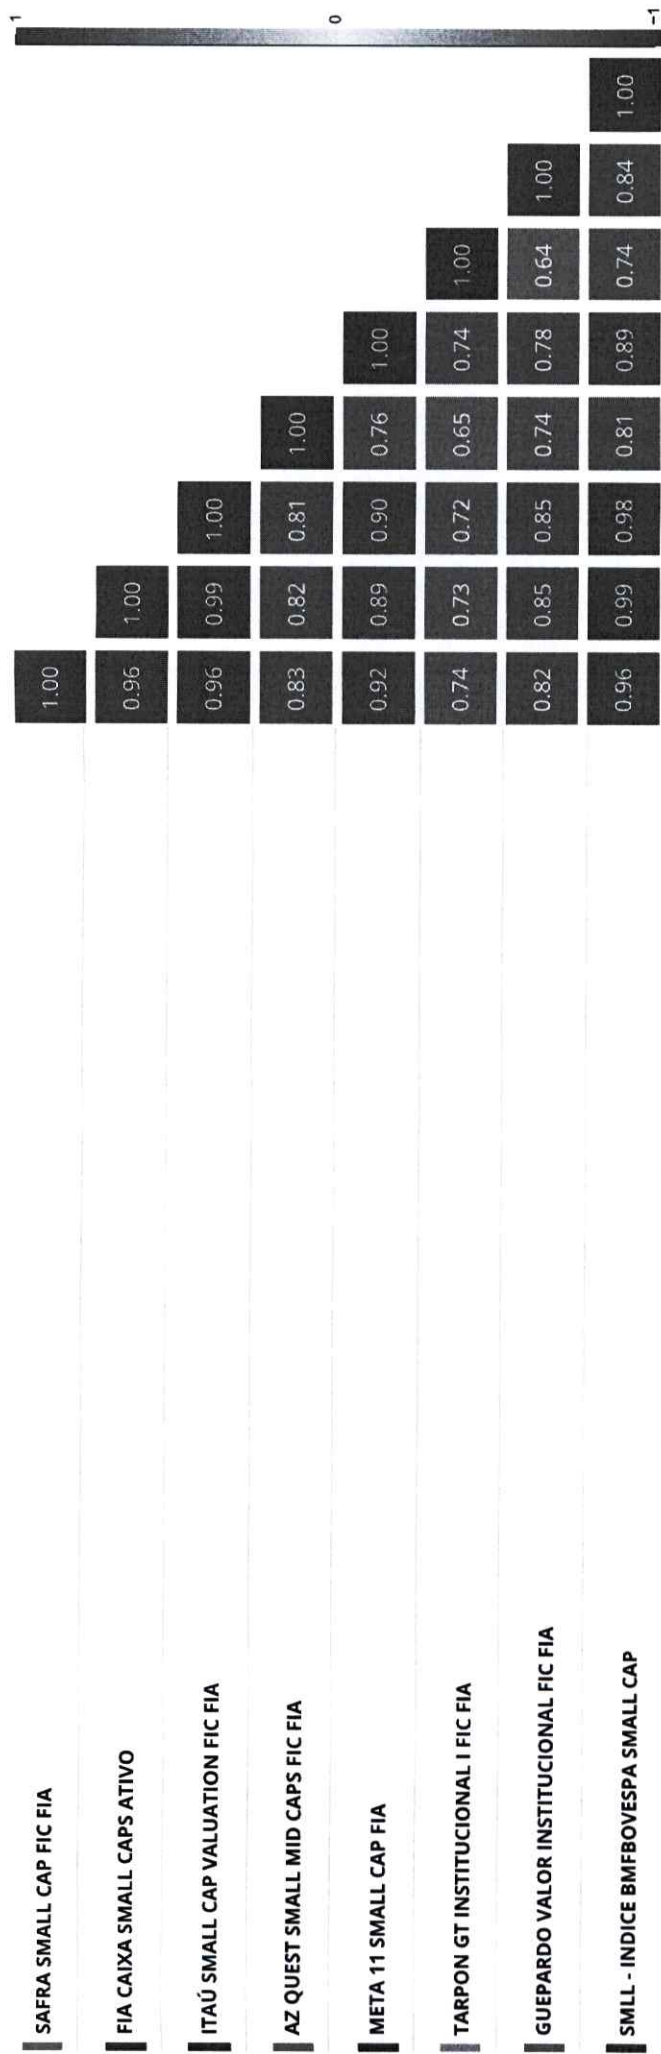 SAFRA SMALL CAP FIC FIA 1.00
FIA CAIXA SMALL CAPS ATIVO 0.96 1.00
ITAÚ SMALL CAP VALUATION FIC FIA 0.96 0.99 1.00
AZ QUEST SMALL MID CAPS FIC FIA 0.83 0.82 0.81 1.00
META 11 SMALL CAP FIA 0.92 0.89 0.90 0.76 1.00
TARPON GT INSTITUCIONAL I FIC FIA 0.74 0.73 0.72 0.65 0.74 1.00
GUEPARDO VALOR INSTITUCIONAL FIC FIA 0.82 0.85 0.85 0.74 0.78 0.64 1.00
SMLL - INDICE BMFBOVESPA SMALL CAP 0.96 0.99 0.98 0.81 0.89 0.74 0.84 1.00
1
0
-1